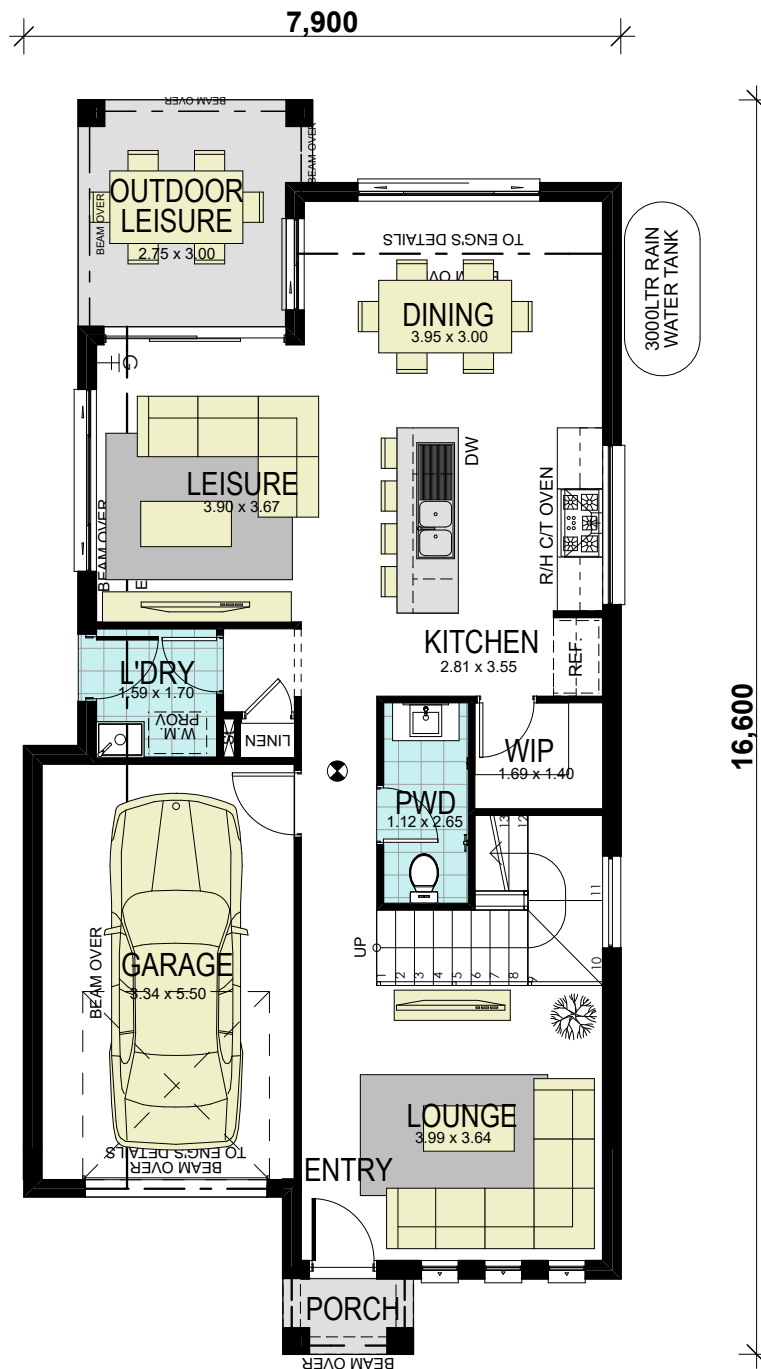 7,900
BEAM OVER
BEAM OVER
BEAM OVER
OUTDOOR
LEISURE
2.75 x 3.00
TO ENG'S DETAILS
BEAM OVER
3000LTR RAIN
WATER TANK
DINING
3.95 x 3.00
G
LEISURE
3.90 x 3.67
DW
R/H C/T OVEN
BEAM OVER
E
KITCHEN
2.81 x 3.55
REF.
L'DRY
1.59 x 1.70
W.M.
PROV
LINEN
16,600
WIP
1.69 x 1.40
PWD
1.12 x 2.65
13
12
11
UP
1
2
3
4
5
6
7
8
9
10
GARAGE
3.34 x 5.50
BEAM OVER
LOUNGE
3.99 x 3.64
TO ENG'S DETAILS
BEAM OVER
ENTRY
PORCH
BEAM OVER